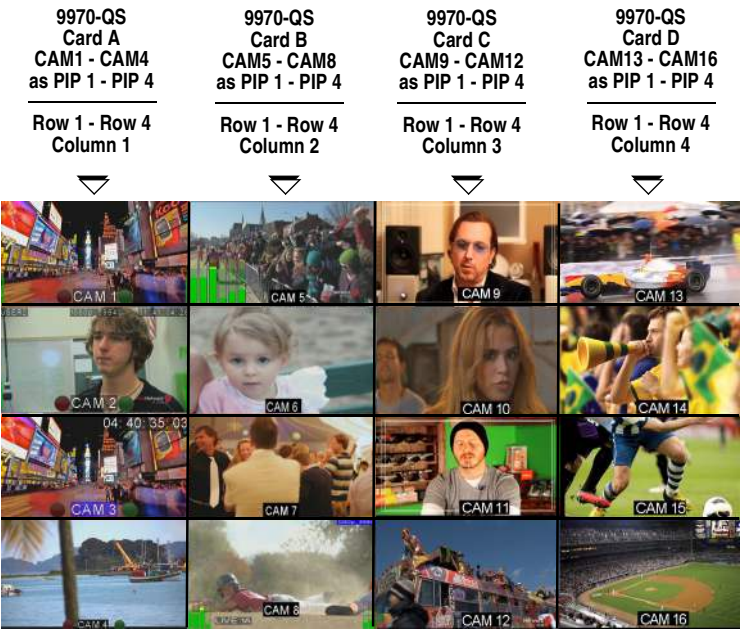 9970-QS
Card A
CAM1 - CAM4
as PIP 1 - PIP 4
Row 1 - Row 4
Column 1
9970-QS
Card B
CAM5 - CAM8
as PIP 1 - PIP 4
Row 1 - Row 4
Column 2
9970-QS
Card C
CAM9 - CAM12
as PIP 1 - PIP 4
Row 1 - Row 4
Column 3
9970-QS
Card D
CAM13 - CAM16
as PIP 1 - PIP 4
Row 1 - Row 4
Column 4
CAM 1
CAM 5
CAM 9
CAM 13
CAM 2
CAM 6
CAM 10
CAM 14
04: 40: 35: 03
CAM 3
CAM 7
CAM 11
CAM 15
CAM 4
CAM 8
CAM 12
CAM 16